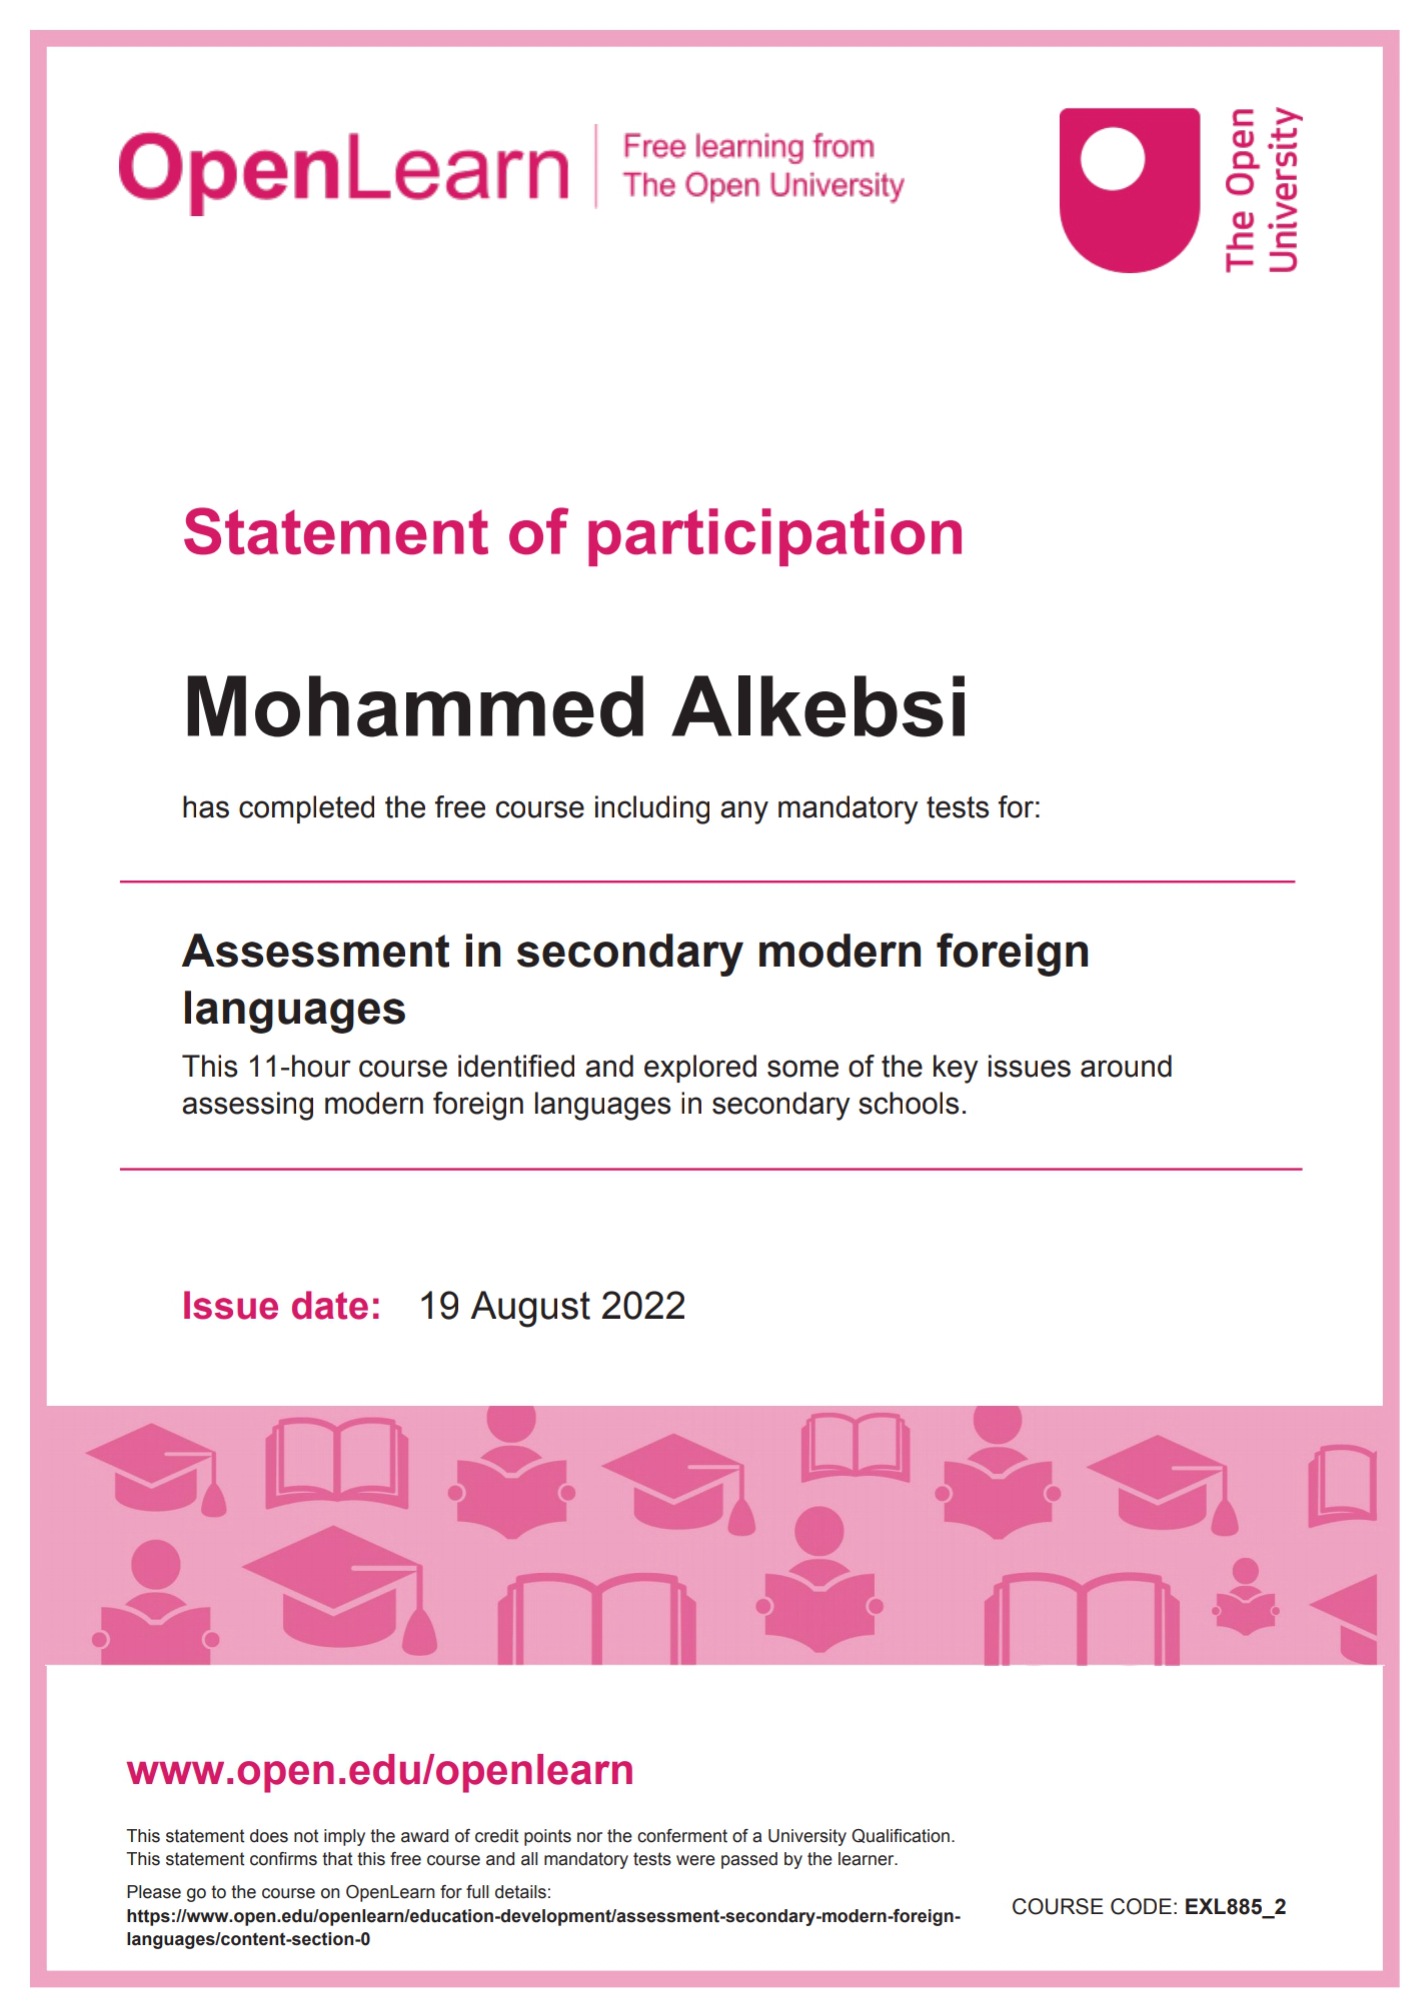 OpenLearn
Free learning from
The Open University
The Open
University
Statement of participation
Mohammed Alkebsi
has completed the free course including any mandatory tests for:
Assessment in secondary modern foreign
languages
This 11-hour course identified and explored some of the key issues around
assessing modern foreign languages in secondary schools.
Issue date: 19 August 2022
www.open.edu/openlearn
This statement does not imply the award of credit points nor the conferment of a University Qualification.
This statement confirms that this free course and all mandatory tests were passed by the learner.
Please go to the course on OpenLearn for full details:
https://www.open.edu/openlearn/education-development/assessment-secondary-modern-foreign-
languages/content-section-0
COURSE CODE: EXL885_2